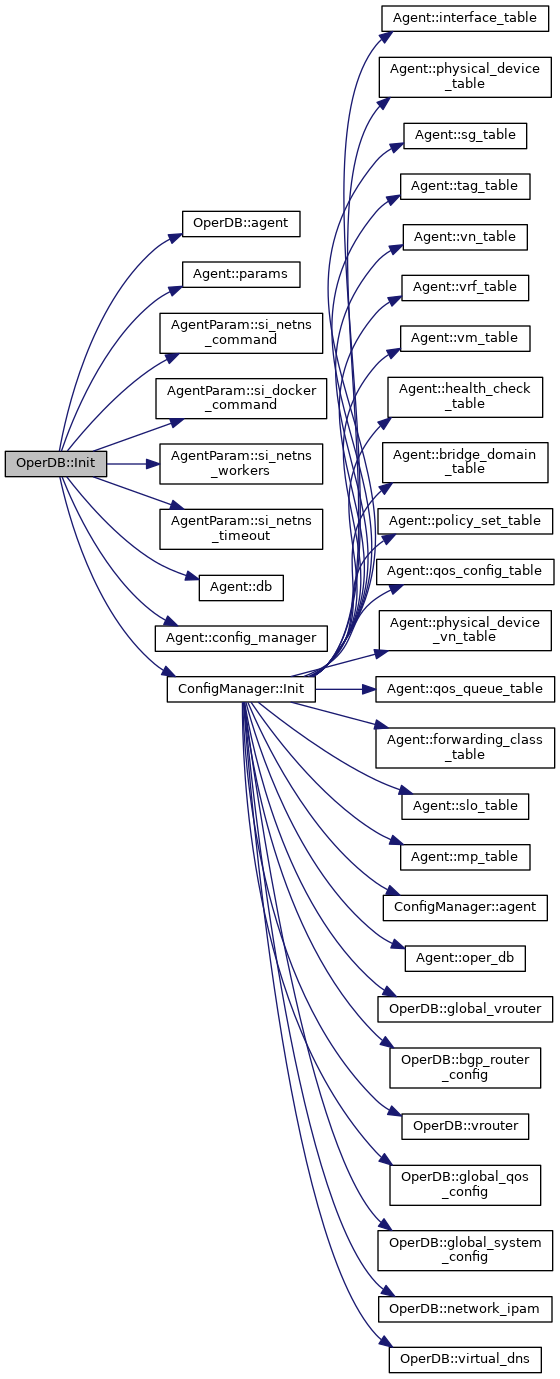 OperDB::Init
OperDB::agent
Agent::params
AgentParam::si_netns
_command
AgentParam::si_docker
_command
AgentParam::si_netns
_workers
AgentParam::si_netns
_timeout
Agent::db
Agent::config_manager
ConfigManager::Init
Agent::interface_table
Agent::physical_device
_table
Agent::sg_table
Agent::tag_table
Agent::vn_table
Agent::vrf_table
Agent::vm_table
Agent::health_check
_table
Agent::bridge_domain
_table
Agent::policy_set_table
Agent::qos_config_table
Agent::physical_device
_vn_table
Agent::qos_queue_table
Agent::forwarding_class
_table
Agent::slo_table
Agent::mp_table
ConfigManager::agent
Agent::oper_db
OperDB::global_vrouter
OperDB::bgp_router
_config
OperDB::vrouter
OperDB::global_qos
_config
OperDB::global_system
_config
OperDB::network_ipam
OperDB::virtual_dns